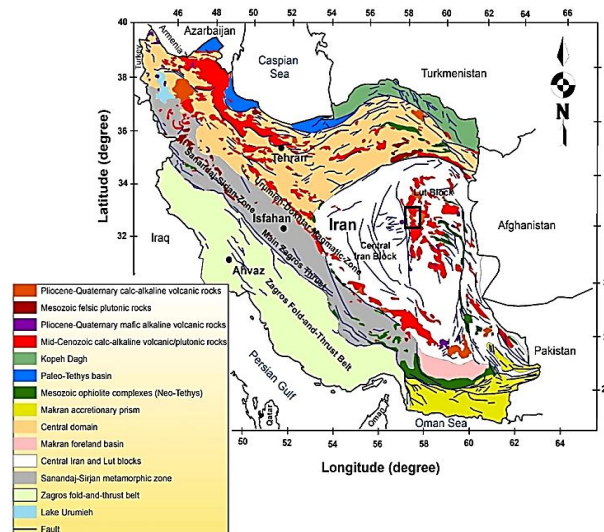 46 48 50 52 54 56 58 60 62 64 66
40
38
36
34
32
Latitude (degree)
Azarbaijan
Armenia
Turkey
Caspian
Sea
Turkmenistan
N
Tehran
Sanandaj-Sirjan-Zone
Lut Block
Isfahan
Iran
Afghanistan
Iraq
Central
Iran Block
Main Zagros Thrust
Ahvaz
Zagros Fold-and-Thrust Belt
Pakistan
Persian Gulf
Qatar
Oman
Oman Sea
48 50 52 54 56 58 60 62 64
Longitude (degree)
Pliocene-Quaternary calc-alkaline volcanic rocks
Mesozoic felsic plutonic rocks
Pliocene-Quaternary mafic alkaline volcanic rocks
Mid-Cenozoic calc-alkaline volcanic/plutonic rocks
Kopeh Dagh
Paleo-Tethys basin
Mesozoic ophiolite complexes (Neo-Tethys)
Makran accretionary prism
Central domain
Makran foreland basin
Central Iran and Lut blocks
Sanandaj-Sirjan metamorphic zone
Zagros fold-and-thrust belt
Lake Urumieh
Fault